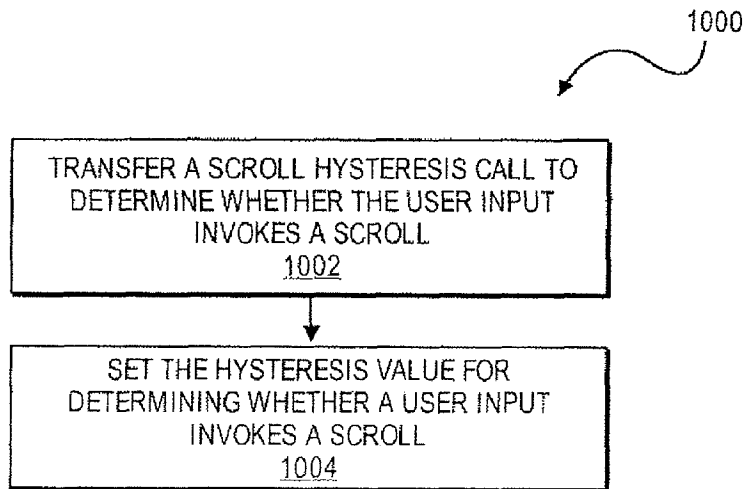 1000
TRANSFER A SCROLL HYSTERESIS CALL TO
DETERMINE WHETHER THE USER INPUT
INVOKES A SCROLL
1002
SET THE HYSTERESIS VALUE FOR
DETERMINING WHETHER A USER INPUT
INVOKES A SCROLL
1004